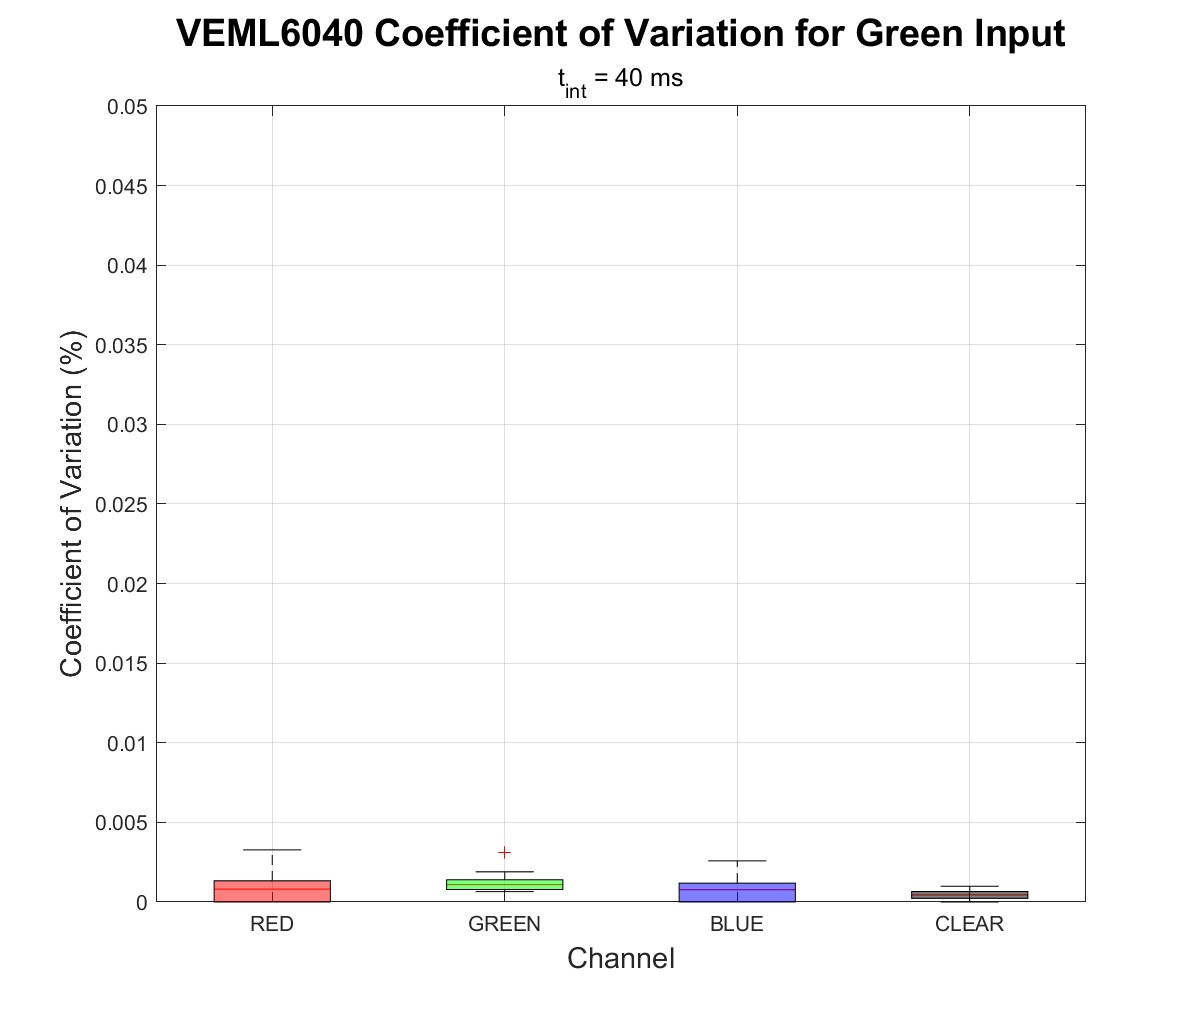 VEML6040 Coefficient of Variation for Green Input
t_int = 40 ms
0.05
0.045
0.04
0.035
0.03
0.025
0.02
0.015
0.01
0.005
0
Coefficient of Variation (%)
RED GREEN BLUE CLEAR
Channel